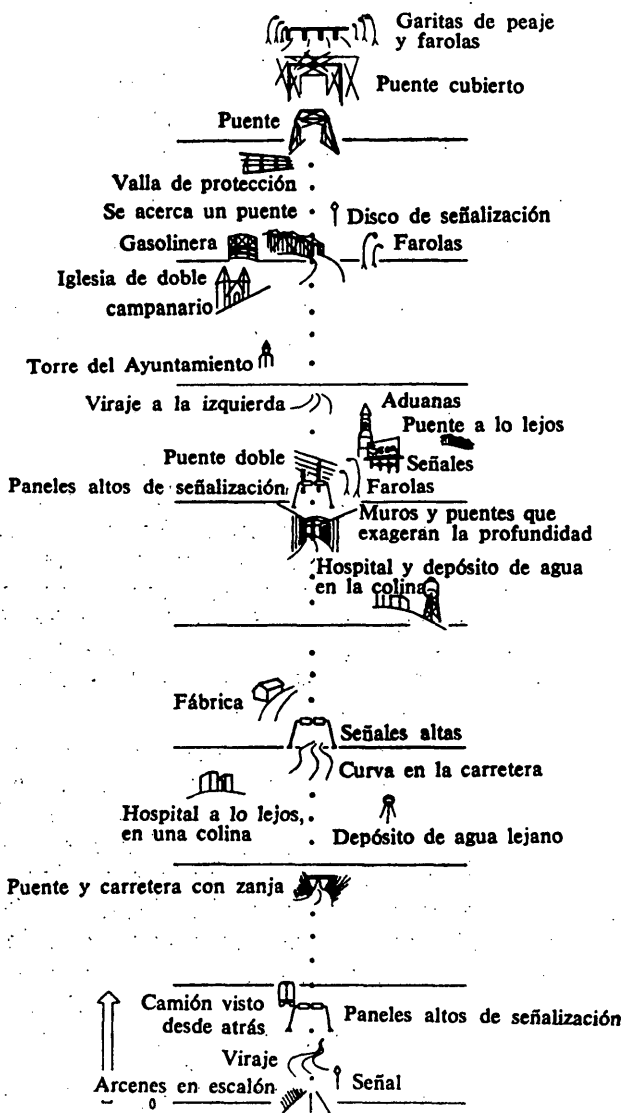 Garitas de peaje
y farolas
Puente cubierto
Puente
Valla de protección
Se acerca un puente
Disco de señalización
Gasolinera
Farolas
Iglesia de doble
campanario
Torre del Ayuntamiento
Viraje a la izquierda
Aduanas
Puente a lo lejos
Puente doble
Señales
Paneles altos de señalización
Farolas
Muros y puentes que
exageran la profundidad
Hospital y depósito de agua
en la colina
Fábrica
Señales altas
Curva en la carretera
Hospital a lo lejos,
en una colina
Depósito de agua lejano
Puente y carretera con zanja
Camión visto
desde atrás
Paneles altos de señalización
Viraje
Arcenes en escalón
Señal
0